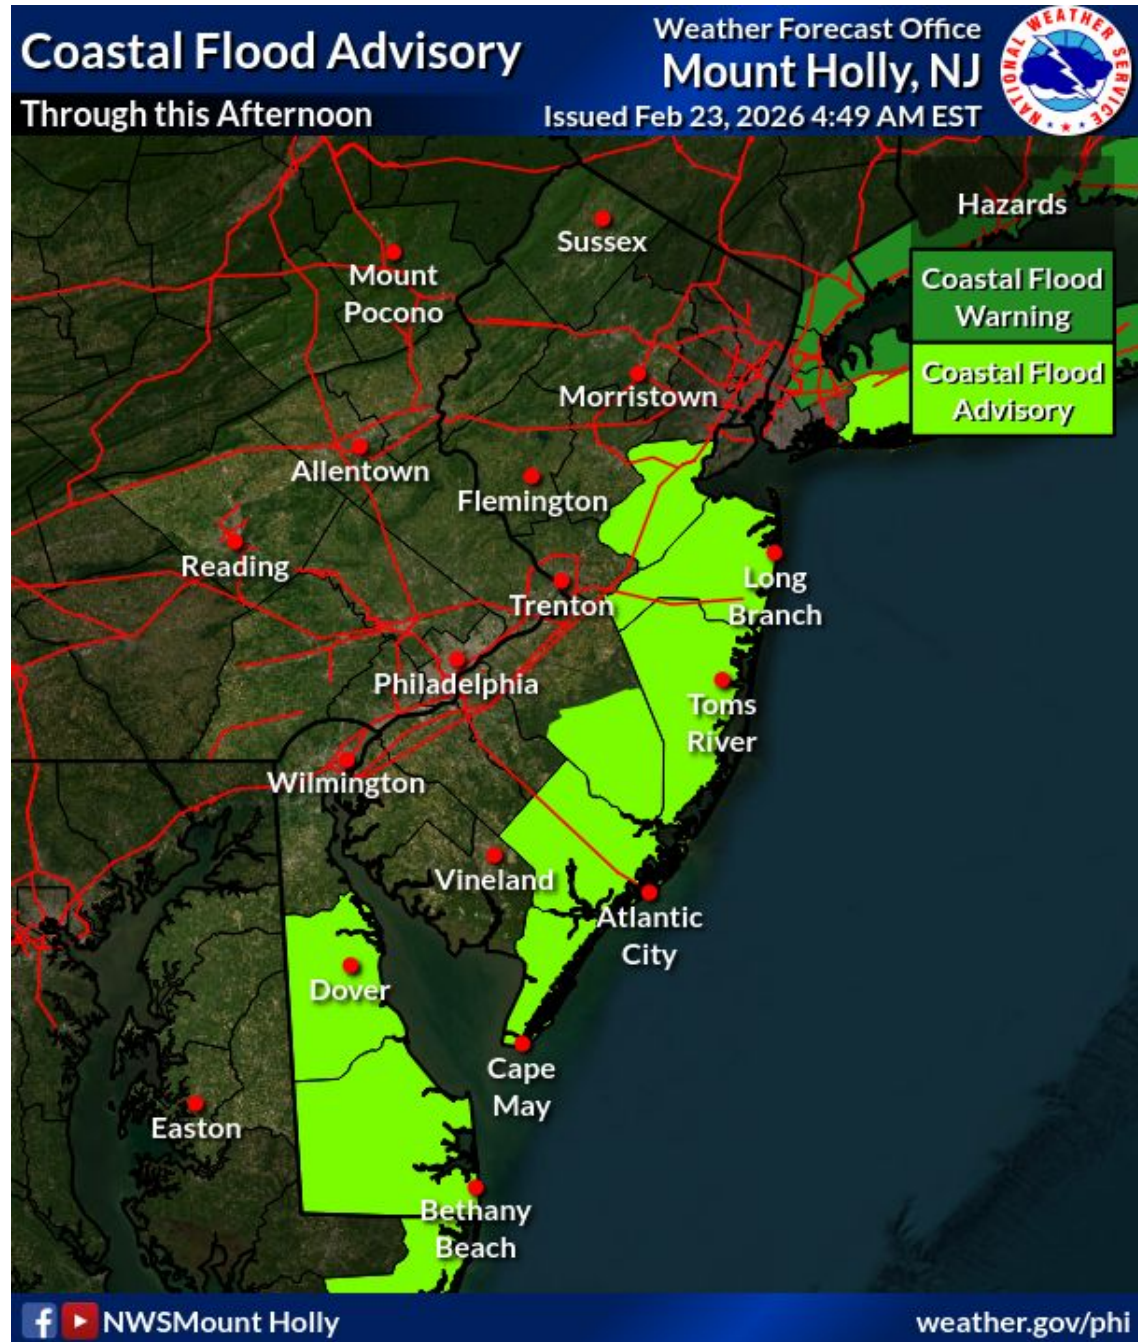 Coastal Flood Advisory
Through this Afternoon
Weather Forecast Office
Mount Holly, NJ
Issued Feb 23, 2026 4:49 AM EST
NATIONAL WEATHER SERVICE
Hazards
Coastal Flood
Warning
Coastal Flood
Advisory
Sussex
Mount
Pocono
Morristown
Allentown
Flemington
Reading
Trenton
Long
Branch
Philadelphia
Toms
River
Wilmington
Vineland
Atlantic
City
Dover
Cape
May
Easton
Bethany
Beach
NWSMount Holly
weather.gov/phi